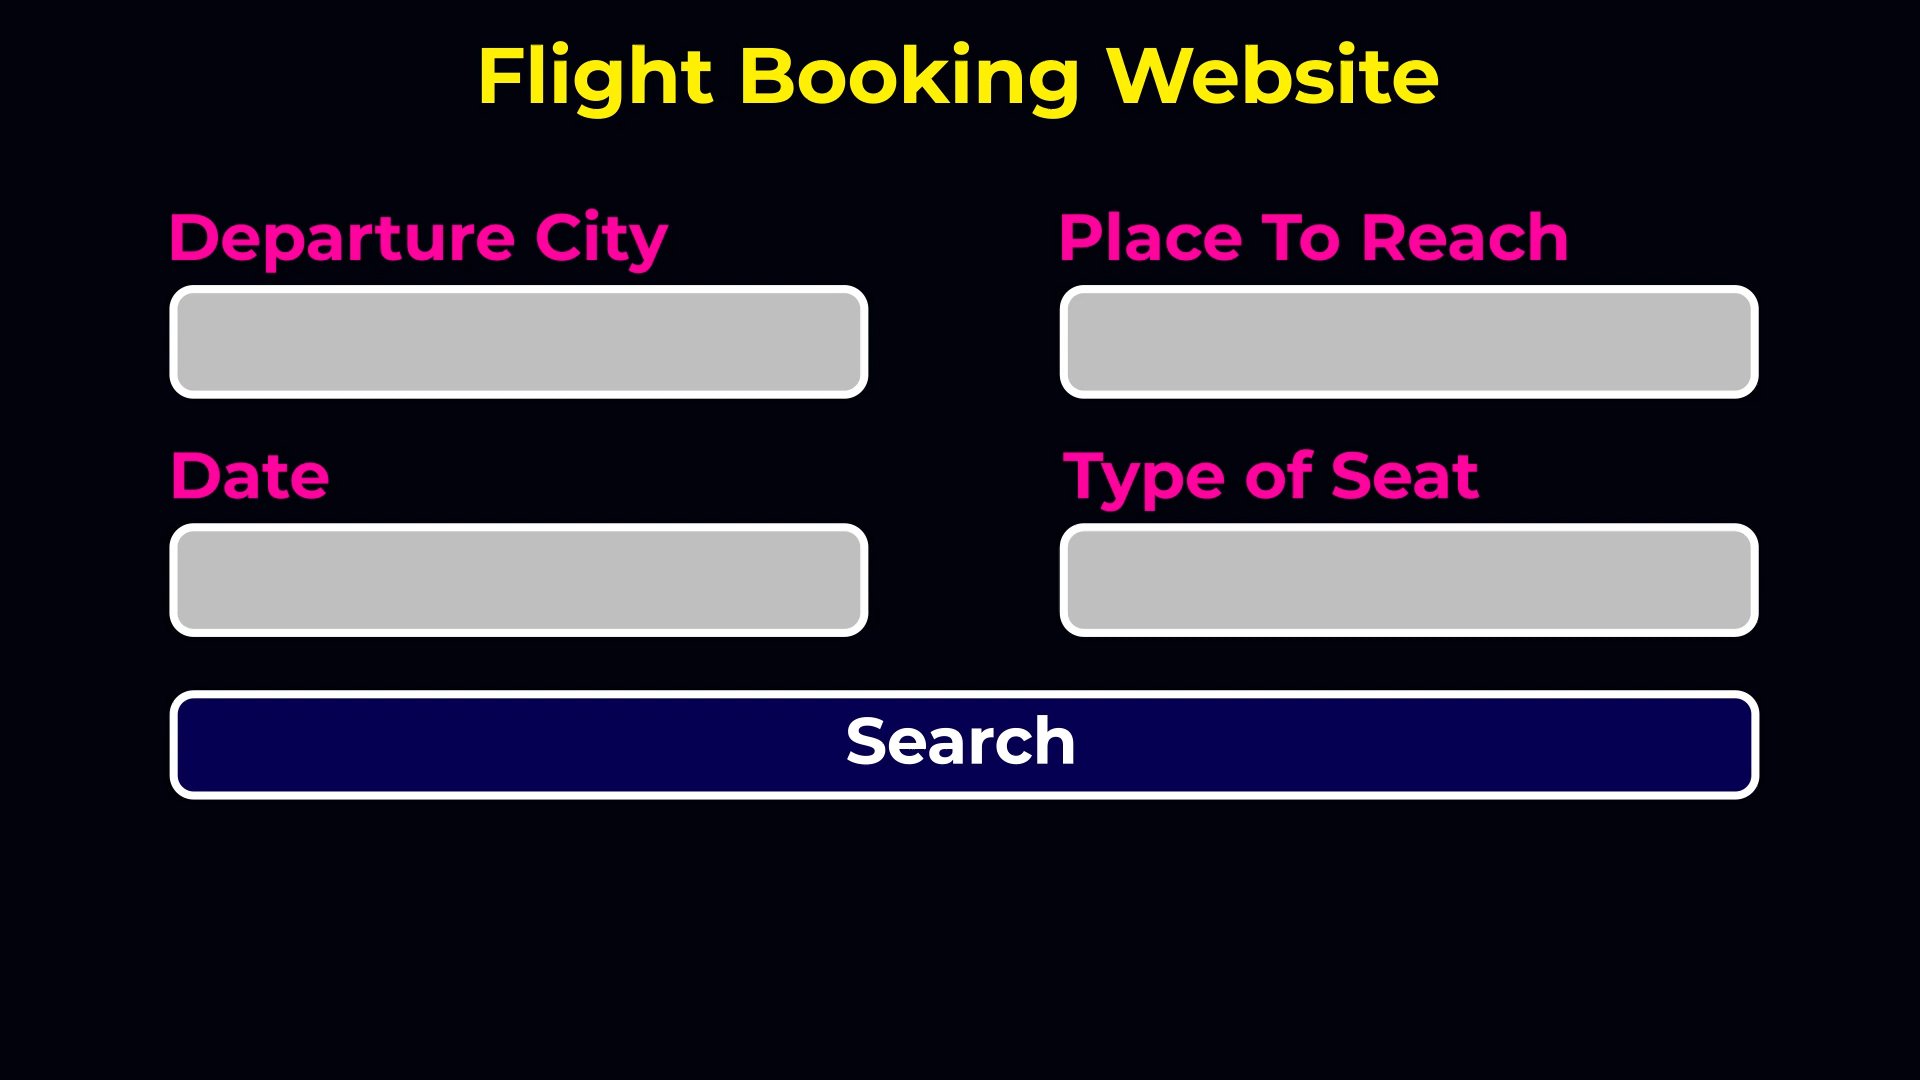 Flight Booking Website
Departure City
Place To Reach
Date
Type of Seat
Search